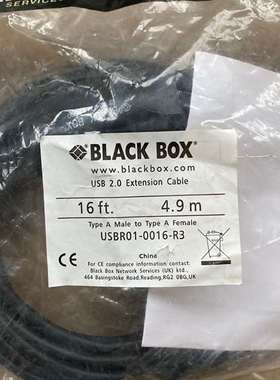 SERVICES
BLACK BOX®
www.blackbox.com
USB 2.0 Extension Cable
16 ft. 4.9 m
Type A Male to Type A Female
USBR01-0016-R3
China
For CE compliance information contact:
Black Box Network Services (UK) ltd.
464 Basingstoke Road,Reading,RG2 0BG,UK
CE